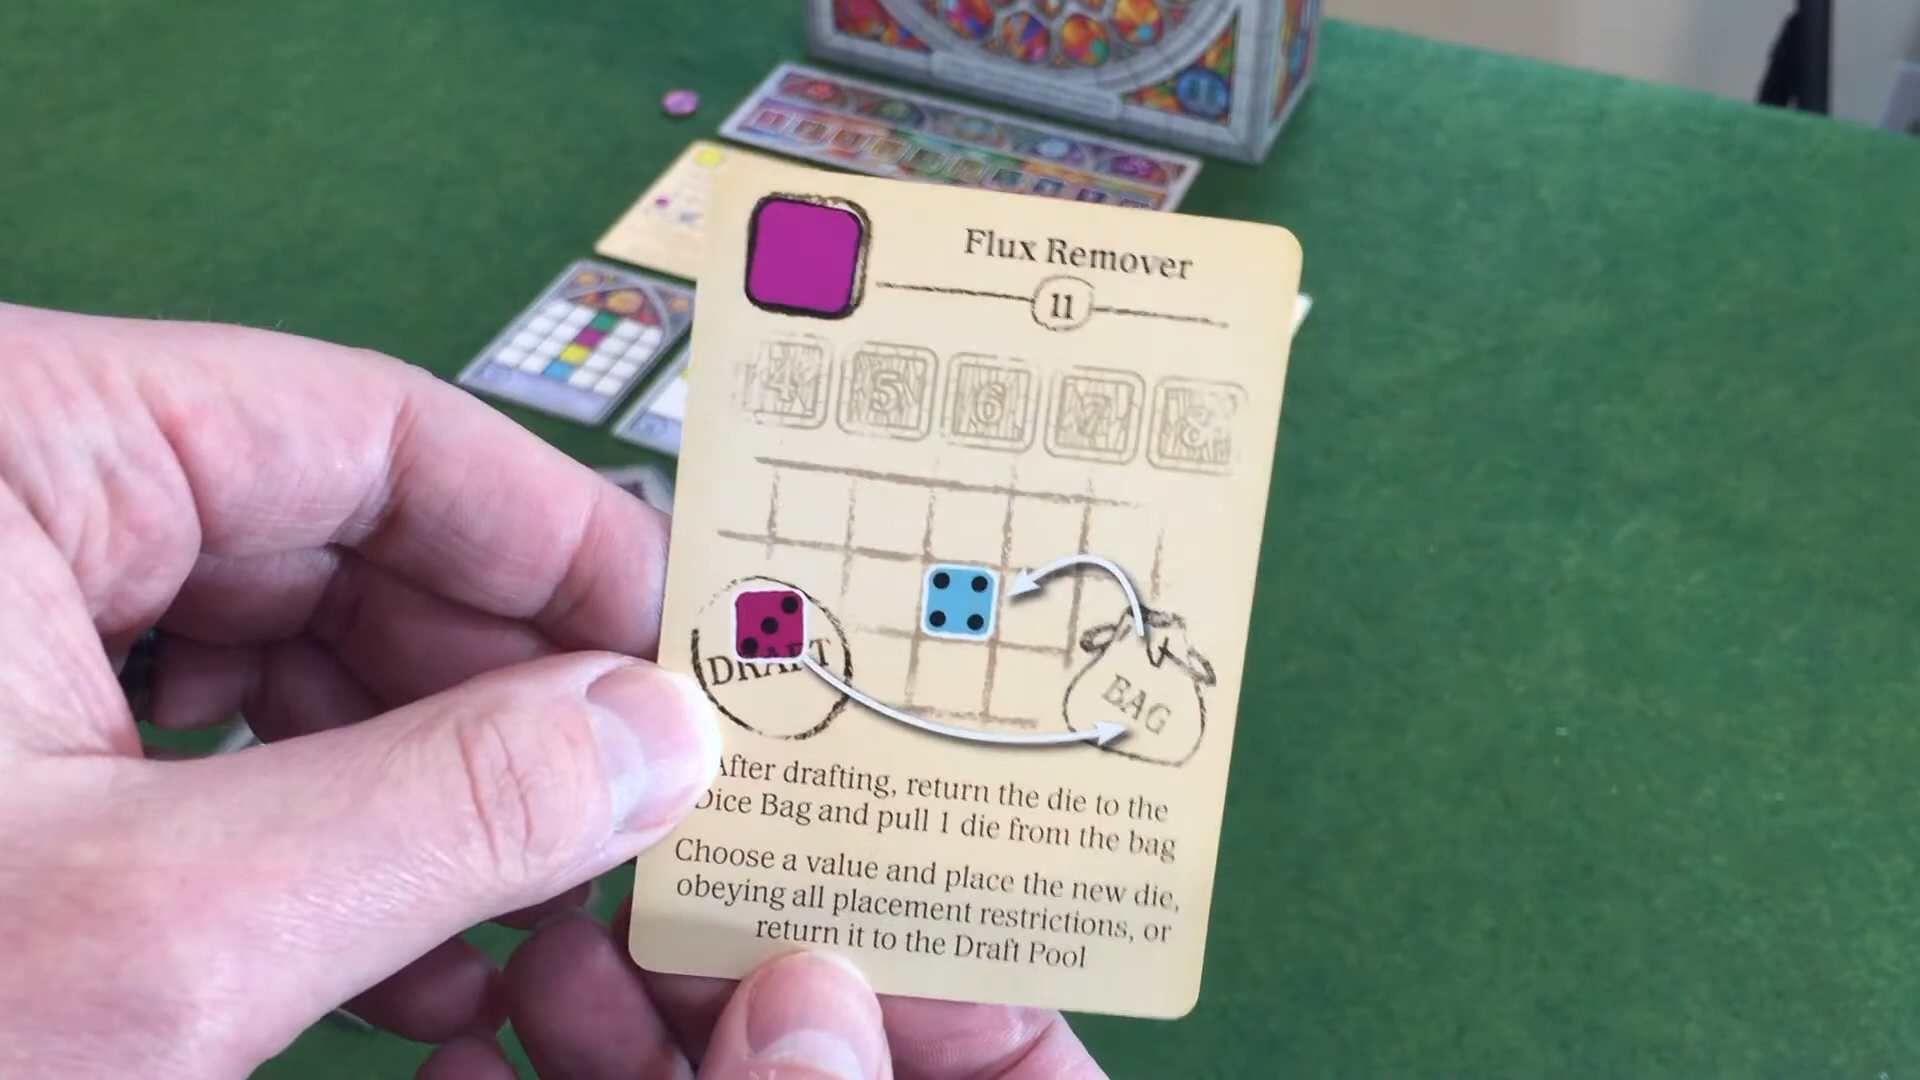 Flux Remover
11
4 5 6 7 8
DRAFT
BAG
After drafting, return the die to the
Dice Bag and pull 1 die from the bag
Choose a value and place the new die,
obeying all placement restrictions, or
return it to the Draft Pool